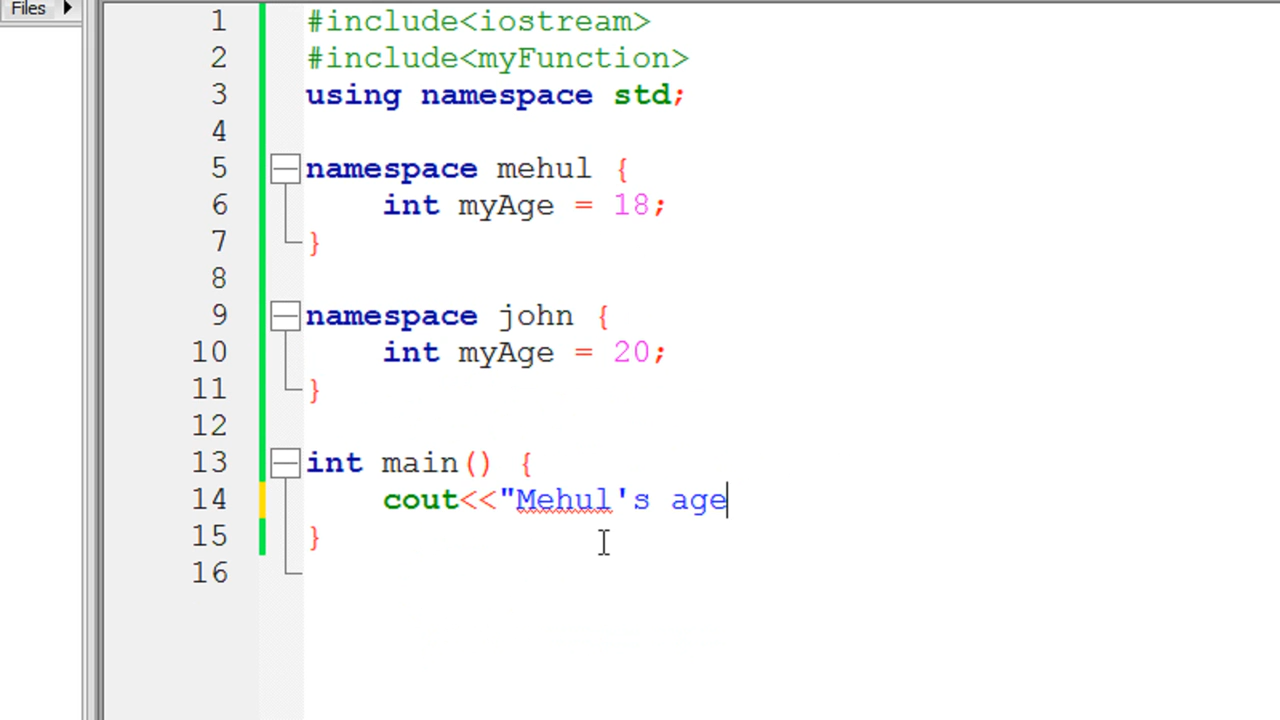 Files
1 #include<iostream>
2 #include<myFunction>
3 using namespace std;
4
5 namespace mehul {
6     int myAge = 18;
7 }
8
9 namespace john {
10     int myAge = 20;
11 }
12
13 int main() {
14     cout<<"Mehul's age
15 }
16